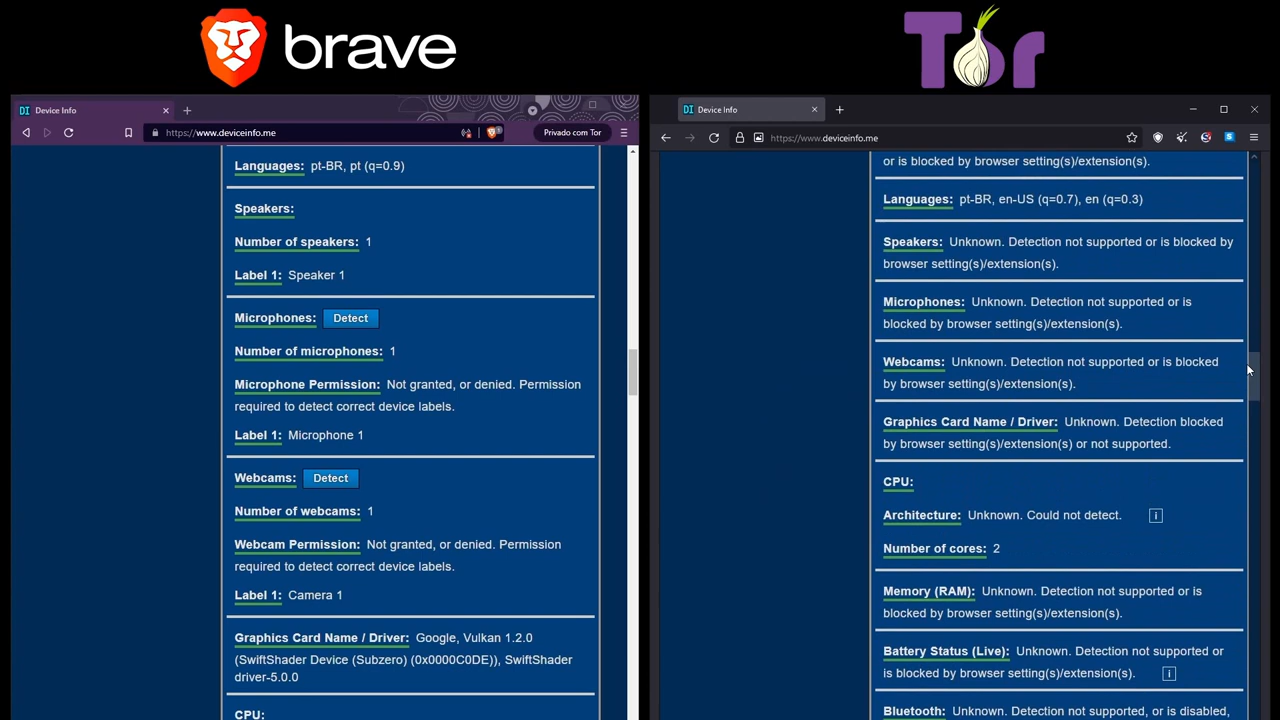 brave
Tor
DI Device Info
https://www.deviceinfo.me
1
Privado com Tor
Languages: pt-BR, pt (q=0.9)
Speakers:
Number of speakers: 1
Label 1: Speaker 1
Microphones: Detect
Number of microphones: 1
Microphone Permission: Not granted, or denied. Permission
required to detect correct device labels.
Label 1: Microphone 1
Webcams: Detect
Number of webcams: 1
Webcam Permission: Not granted, or denied. Permission
required to detect correct device labels.
Label 1: Camera 1
Graphics Card Name / Driver: Google, Vulkan 1.2.0
(SwiftShader Device (Subzero) (0x0000C0DE)), SwiftShader
driver-5.0.0
CPU:
DI Device Info
https://www.deviceinfo.me
S
S
or is blocked by browser setting(s)/extension(s).
Languages: pt-BR, en-US (q=0.7), en (q=0.3)
Speakers: Unknown. Detection not supported or is blocked by
browser setting(s)/extension(s).
Microphones: Unknown. Detection not supported or is
blocked by browser setting(s)/extension(s).
Webcams: Unknown. Detection not supported or is blocked
by browser setting(s)/extension(s).
Graphics Card Name / Driver: Unknown. Detection blocked
by browser setting(s)/extension(s) or not supported.
CPU:
Architecture: Unknown. Could not detect. i
Number of cores: 2
Memory (RAM): Unknown. Detection not supported or is
blocked by browser setting(s)/extension(s).
Battery Status (Live): Unknown. Detection not supported or
is blocked by browser setting(s)/extension(s). i
Bluetooth: Unknown. Detection not supported, or is disabled,